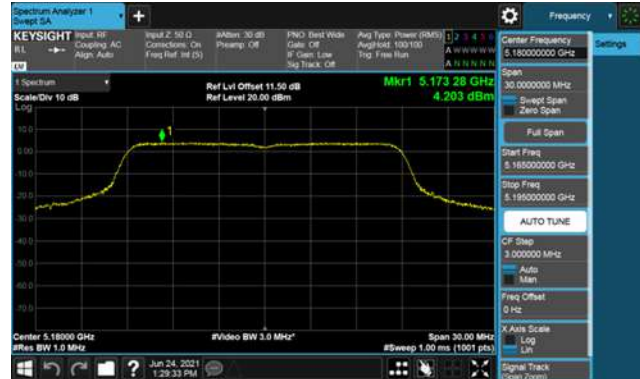 Spectrum Analyzer 1
Swept SA
+
Frequency
KEYSIGHT
Input: RF
Coupling: AC
Align: Auto
RL
Input Z: 50 Ω
Corrections: On
Freq Ref: Int (S)
#Atten: 30 dB
Preamp: Off
PNO: Best Wide
Gate: Off
IF Gain: Low
Sig Track: Off
Avg Type: Power (RMS)
Avg|Hold: 100/100
Trig: Free Run
1 2 3 4 5 6
A W W W W W
A N N N N N
LXI
1 Spectrum
Scale/Div 10 dB
Log
Ref Lvl Offset 11.50 dB
Ref Level 20.00 dBm
Mkr1 5.173 28 GHz
4.203 dBm
1
10.0
0.00
-10.0
-20.0
-30.0
-40.0
-50.0
-60.0
-70.0
Center 5.18000 GHz
#Res BW 1.0 MHz
#Video BW 3.0 MHz*
Span 30.00 MHz
#Sweep 1.00 ms (1001 pts)
?
Jun 24, 2021
1:29:33 PM
Center Frequency
5.180000000 GHz
Span
30.0000000 MHz
Swept Span
Zero Span
Full Span
Start Freq
5.165000000 GHz
Stop Freq
5.195000000 GHz
AUTO TUNE
CF Step
3.000000 MHz
Auto
Man
Freq Offset
0 Hz
X Axis Scale
Log
Lin
Signal Track
(Span Zoom)
Settings